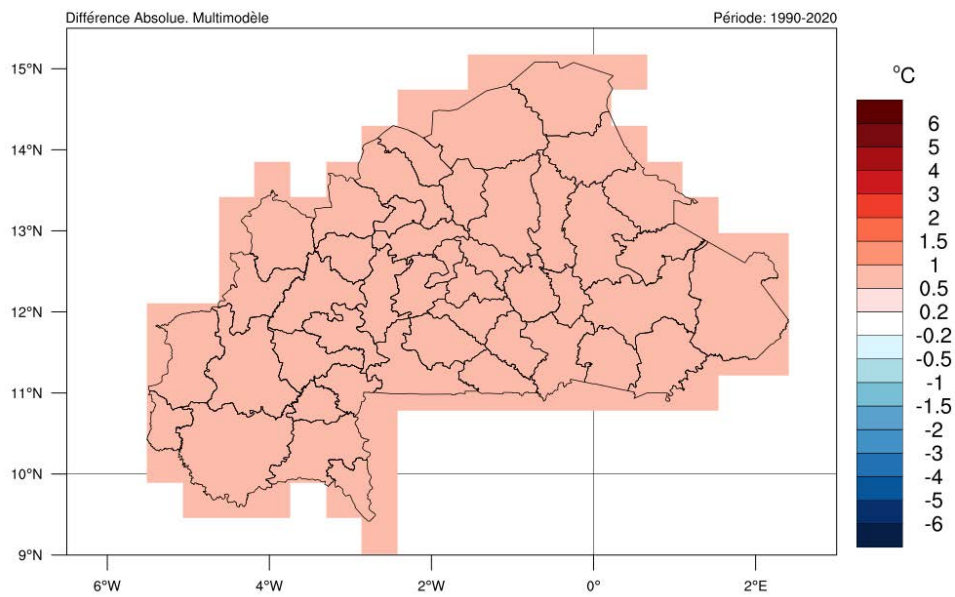 Différence Absolue. Multimodèle
Période: 1990-2020
°C
15°N
14°N
13°N
12°N
11°N
10°N
9°N
6°W
4°W
2°W
0°
2°E
6
5
4
3
2
1.5
1
0.5
0.2
-0.2
-0.5
-1
-1.5
-2
-3
-4
-5
-6